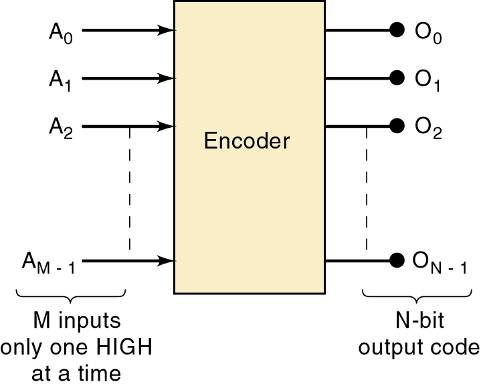 A0 O0
A1 O1
A2 O2
Encoder
AM - 1 ON - 1
M inputs
only one HIGH
at a time
N-bit
output code